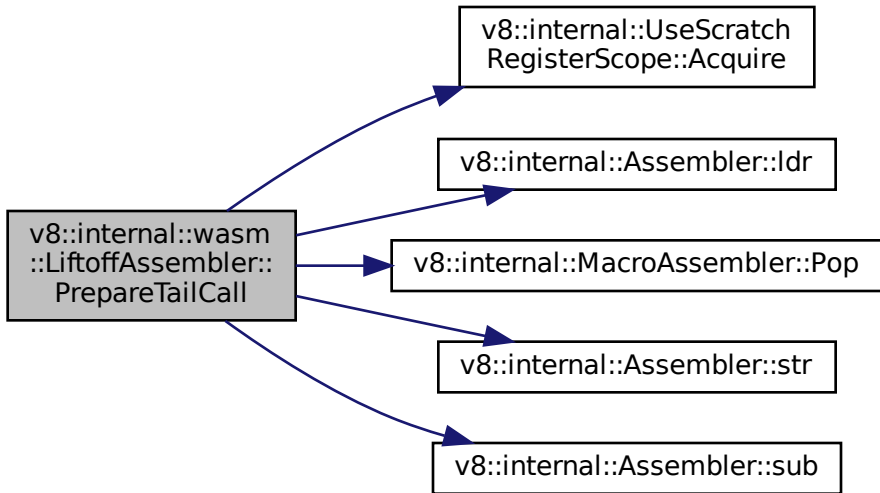 v8::internal::UseScratch
RegisterScope::Acquire
v8::internal::Assembler::ldr
v8::internal::wasm
::LiftoffAssembler::
PrepareTailCall
v8::internal::MacroAssembler::Pop
v8::internal::Assembler::str
v8::internal::Assembler::sub